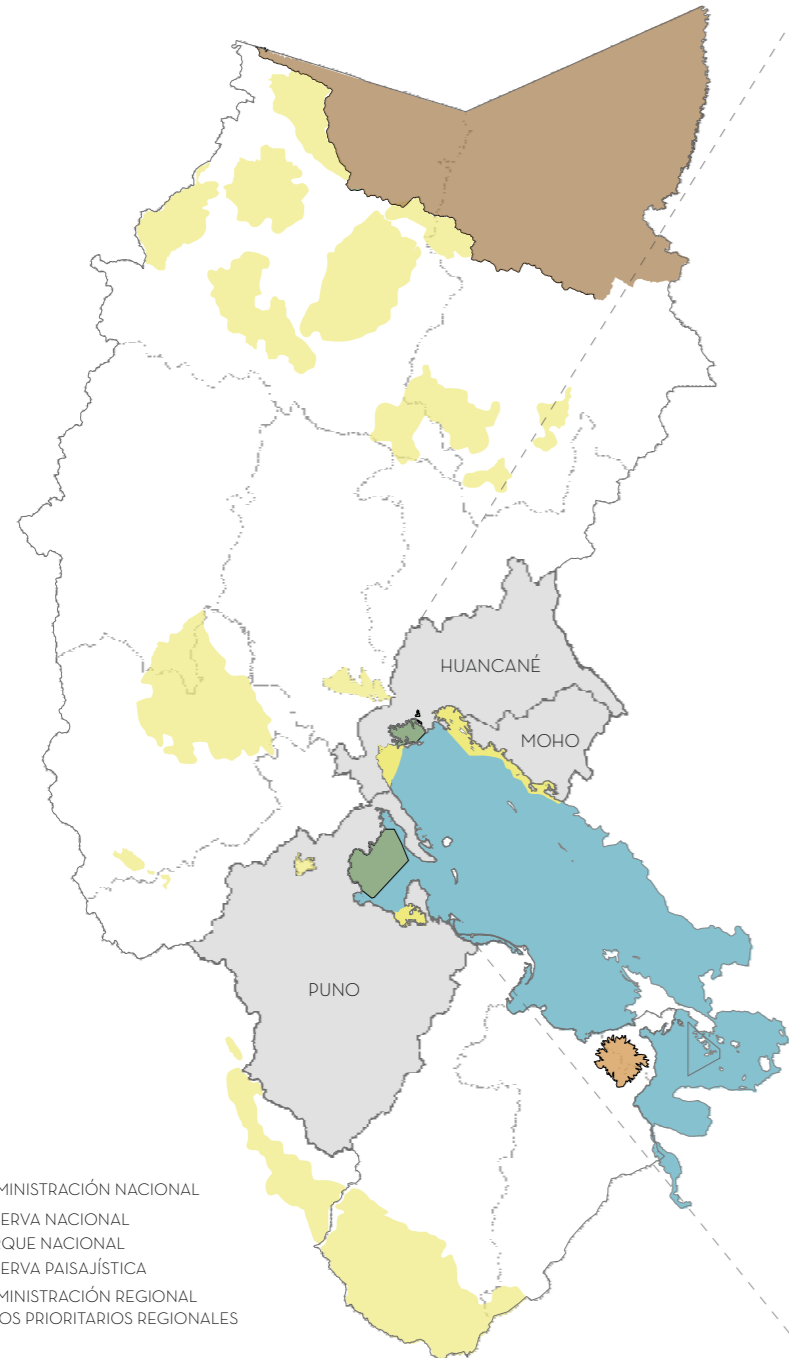 HUANCANÉ
MOHO
PUNO
MINISTRACIÓN NACIONAL
ERVA NACIONAL
QUE NACIONAL
ERVA PAISAJÍSTICA
MINISTRACIÓN REGIONAL
OS PRIORITARIOS REGIONALES